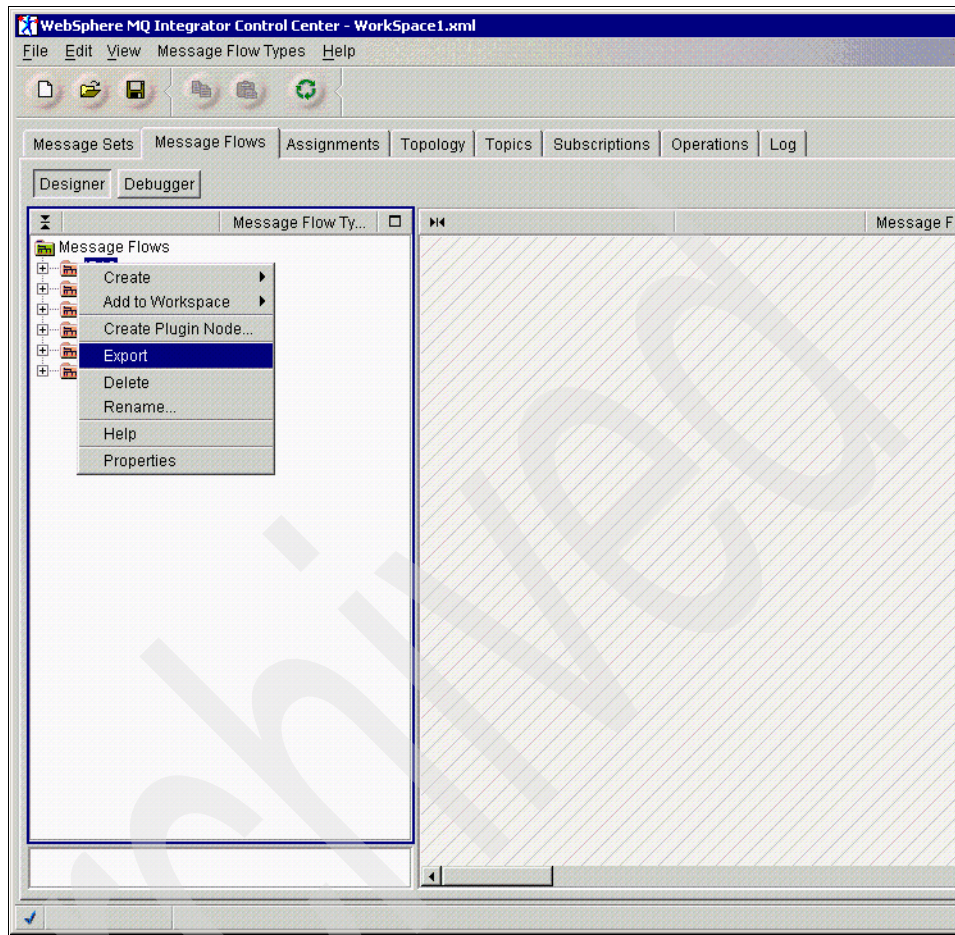 WebSphere MQ Integrator Control Center - WorkSpace1.xml
File Edit View Message Flow Types Help
Message Sets Message Flows Assignments Topology Topics Subscriptions Operations Log
Designer Debugger
Message Flow Ty...
Message F
Message Flows
Create
Add to Workspace
Create Plugin Node...
Export
Delete
Rename...
Help
Properties